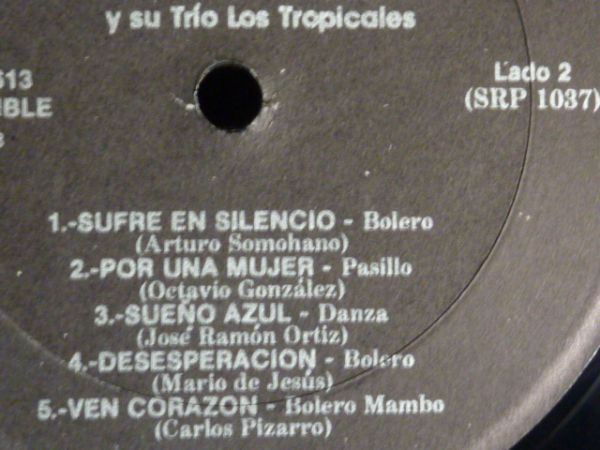 y su Trío Los Tropicales
613
Lado 2
IBLE
(SRP 1037)
1.-SUFRE EN SILENCIO - Bolero
(Arturo Somohano)
2.-POR UNA MUJER - Pasillo
(Octavio González)
3.-SUEÑO AZUL - Danza
(José Ramón Ortiz)
4.-DESESPERACION - Bolero
(Mario de Jesús)
5.-VEN CORAZON - Bolero Mambo
(Carlos Pizarro)